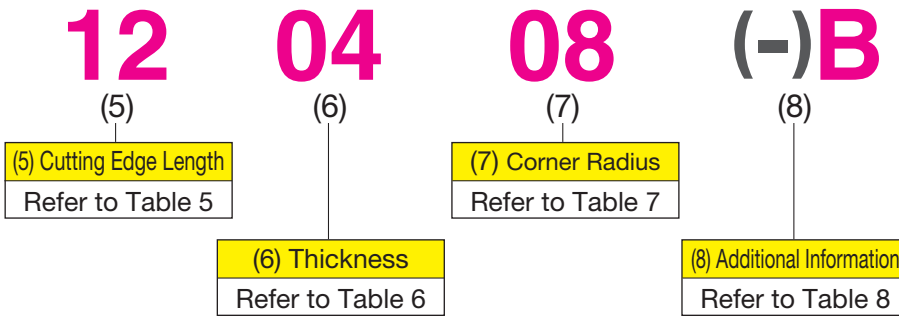 12 04 08 (-)B
(5) (6) (7) (8)
(5) Cutting Edge Length (7) Corner Radius
Refer to Table 5 Refer to Table 7
(6) Thickness (8) Additional Information
Refer to Table 6 Refer to Table 8